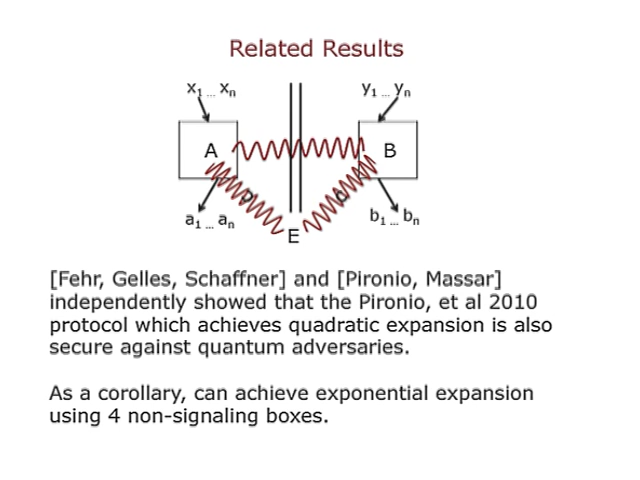 Related Results
x1 ... xn
y1 ... yn
A
B
a1 ... an
b1 ... bn
E
[Fehr, Gelles, Schaffner] and [Pironio, Massar]
independently showed that the Pironio, et al 2010
protocol which achieves quadratic expansion is also
secure against quantum adversaries.
As a corollary, can achieve exponential expansion
using 4 non-signaling boxes.